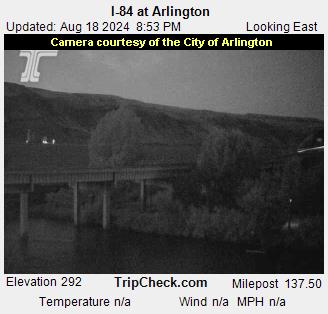 I-84 at Arlington
Updated: Aug 18 2024 8:53 PM Looking East
Camera courtesy of the City of Arlington
Elevation 292 TripCheck.com Milepost 137.50
Temperature n/a Wind n/a MPH n/a